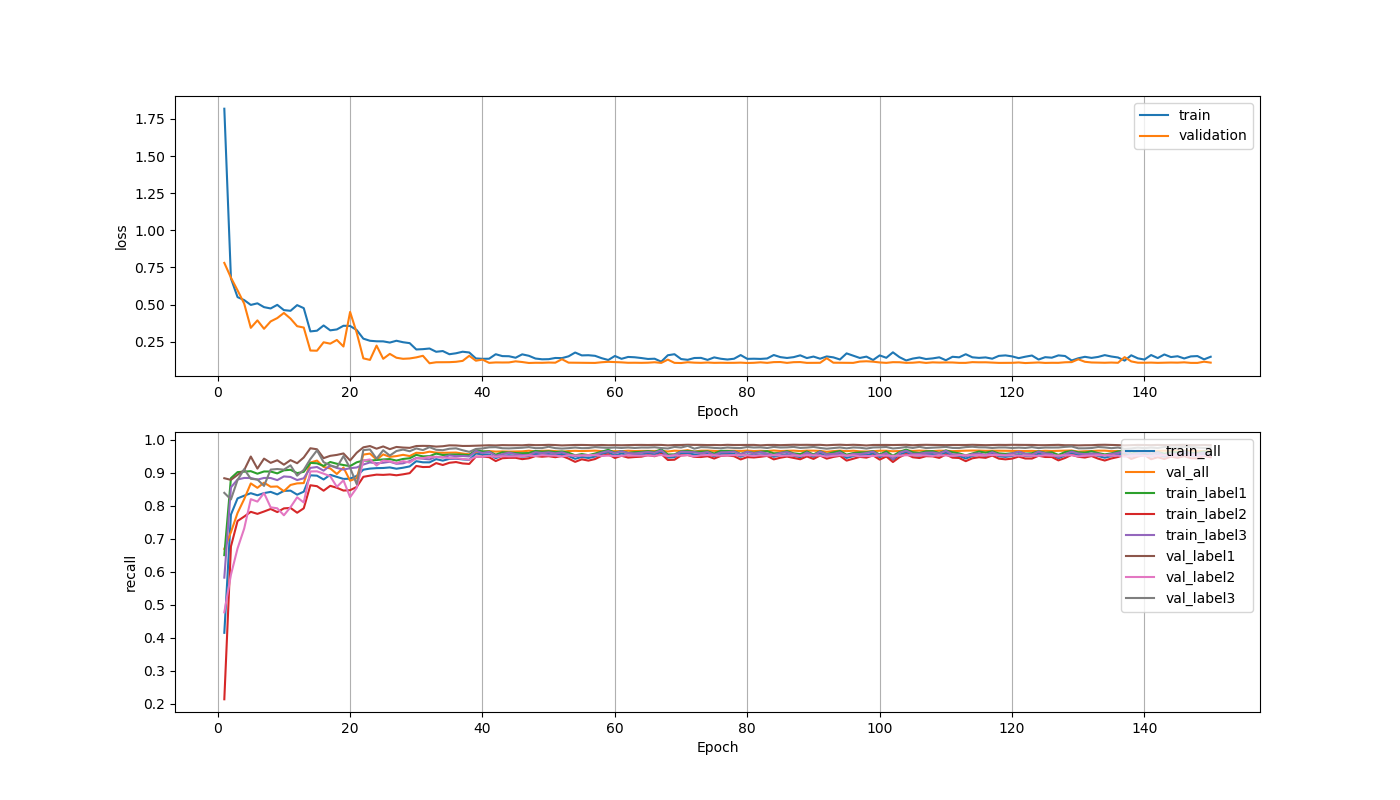 1.75
1.50
1.25
1.00
0.75
0.50
0.25
loss
train
validation
0 20 40 60 80 100 120 140
Epoch
1.0
0.9
0.8
0.7
0.6
0.5
0.4
0.3
0.2
recall
train_all
val_all
train_label1
train_label2
train_label3
val_label1
val_label2
val_label3
0 20 40 60 80 100 120 140
Epoch